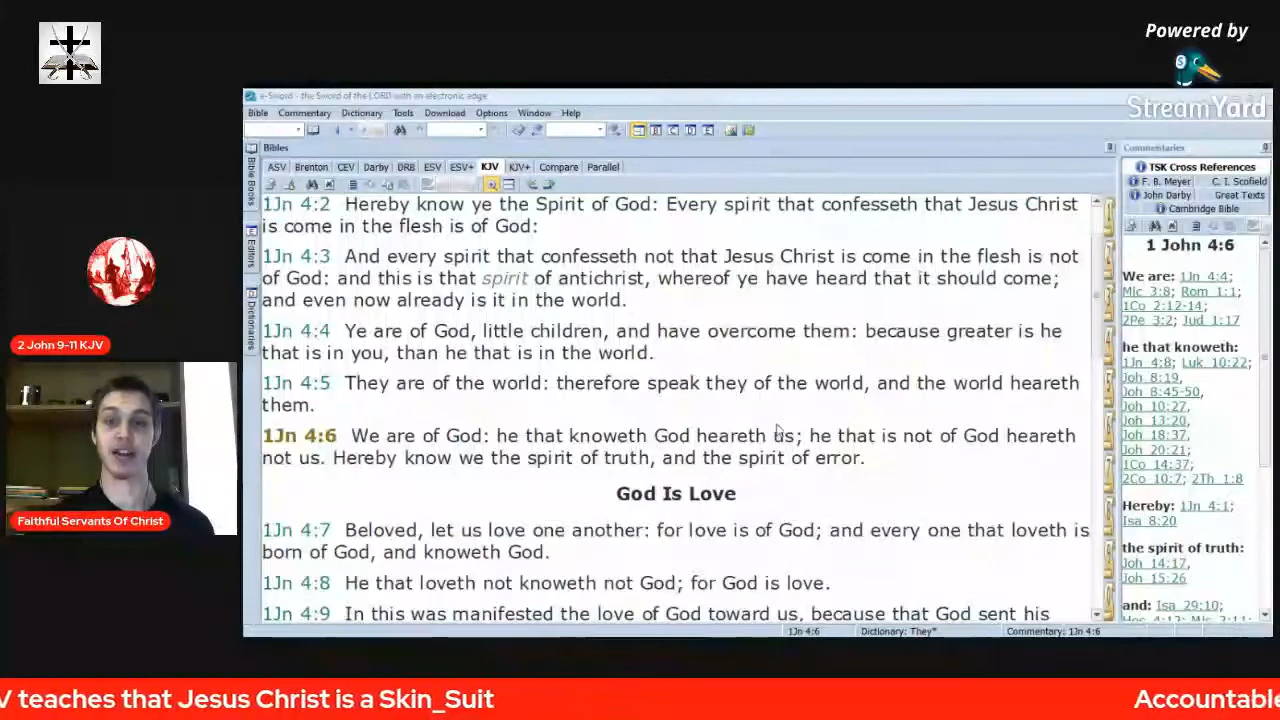 Powered by
StreamYard
e-Sword - the Sword of the LORD with an electronic edge
Bible Commentary Dictionary Tools Download Options Window Help
Bibles
ASV Brenton CEV Darby DRB ESV ESV+ KJV KJV+ Compare Parallel
Bible Books
Editors
Dictionaries
1Jn 4:2 Hereby know ye the Spirit of God: Every spirit that confesseth that Jesus Christ
is come in the flesh is of God:
1Jn 4:3 And every spirit that confesseth not that Jesus Christ is come in the flesh is not
of God: and this is that spirit of antichrist, whereof ye have heard that it should come;
and even now already is it in the world.
1Jn 4:4 Ye are of God, little children, and have overcome them: because greater is he
that is in you, than he that is in the world.
1Jn 4:5 They are of the world: therefore speak they of the world, and the world heareth
them.
1Jn 4:6 We are of God: he that knoweth God heareth us; he that is not of God heareth
not us. Hereby know we the spirit of truth, and the spirit of error.
God Is Love
1Jn 4:7 Beloved, let us love one another: for love is of God; and every one that loveth is
born of God, and knoweth God.
1Jn 4:8 He that loveth not knoweth not God; for God is love.
1Jn 4:9 In this was manifested the love of God toward us, because that God sent his
1Jn 4:6 Dictionary: They* Commentary: 1Jn 4:6
Commentaries
TSK Cross References
F. B. Meyer C. I. Scofield
John Darby Great Texts
Cambridge Bible
1 John 4:6
We are: 1Jn 4:4;
Mic 3:8; Rom 1:1;
1Co 2:12-14;
2Pe 3:2; Jud 1:17
he that knoweth:
1Jn 4:8; Luk 10:22;
Joh 8:19,
Joh 8:45-50,
Joh 10:27,
Joh 13:20;
Joh 18:37,
Joh 20:21;
1Co 14:37;
2Co 10:7; 2Th 1:8
Hereby: 1Jn 4:1;
Isa 8:20
the spirit of truth:
Joh 14:17,
Joh 15:26
and: Isa 29:10;
Hos 4:12; Mic 2:11;
2 John 9-11 KJV
Faithful Servants Of Christ
V teaches that Jesus Christ is a Skin_Suit
Accountable